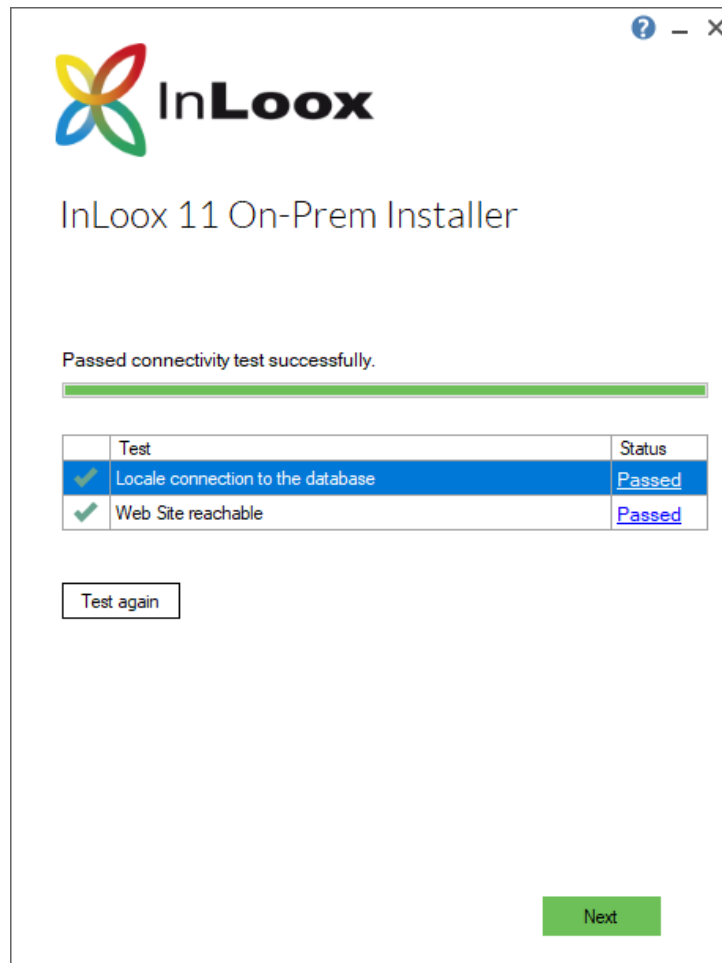 ?
InLoox
InLoox 11 On-Prem Installer
Passed connectivity test successfully.
Test Status
Locale connection to the database Passed
Web Site reachable Passed
Test again
Next